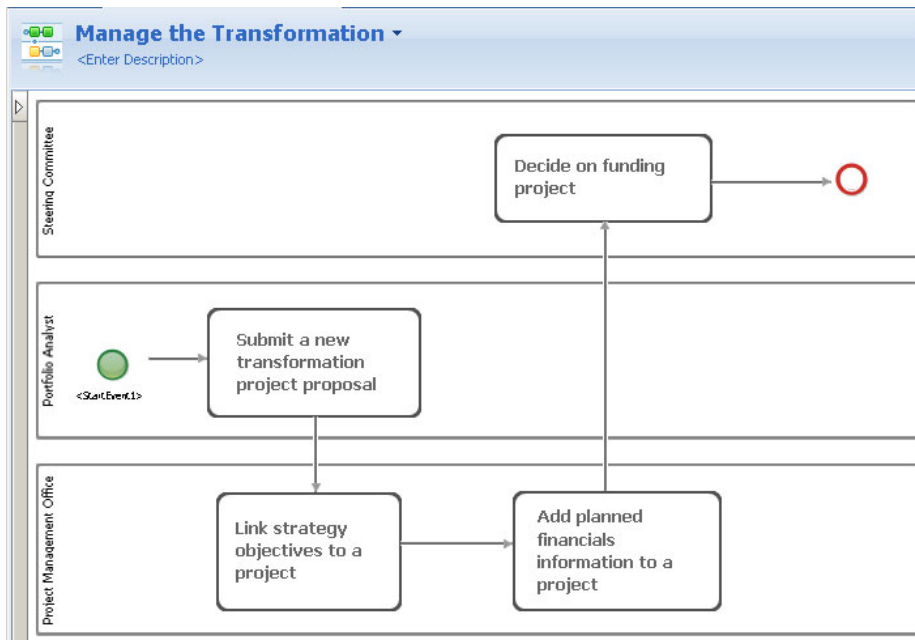 Manage the Transformation
<Enter Description>
Steering Committee
Decide on funding
project
Portfolio Analyst
<StartEvent1>
Submit a new
transformation
project proposal
Project Management Office
Link strategy
objectives to a
project
Add planned
financials
information to a
project